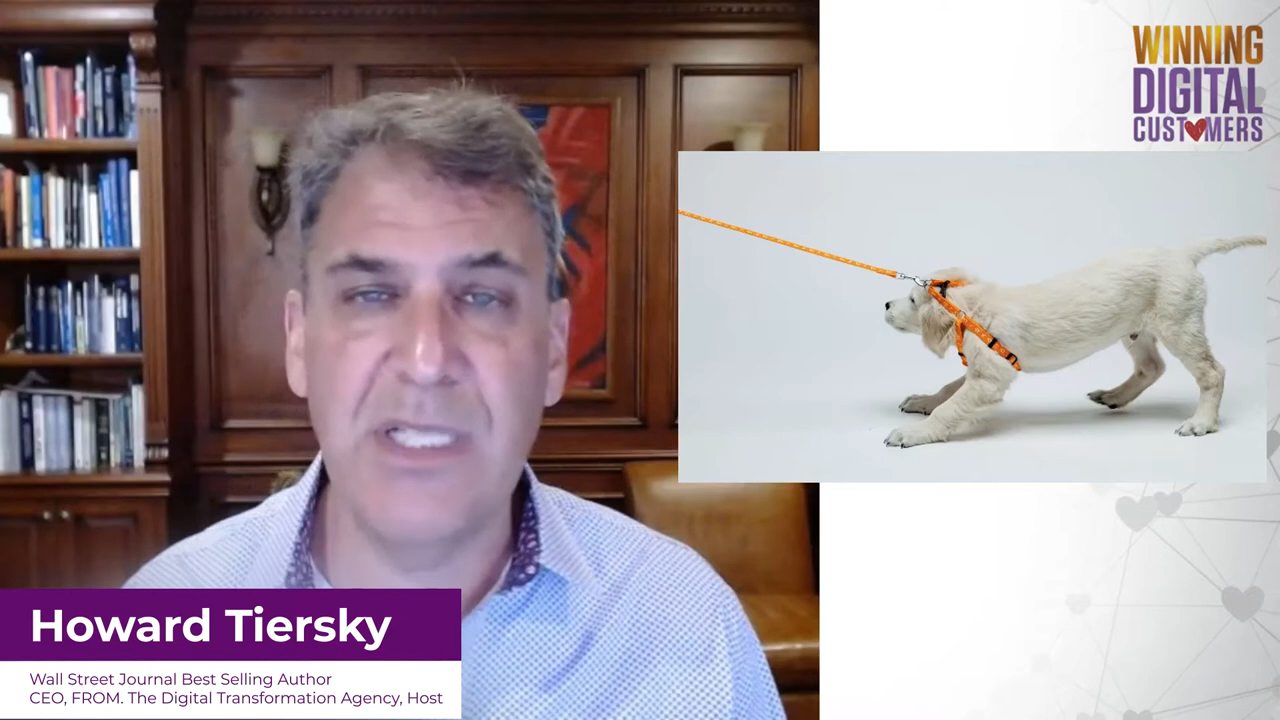 WINNING
DIGITAL
CUSTOMERS
Howard Tiersky
Wall Street Journal Best Selling Author
CEO, FROM. The Digital Transformation Agency, Host